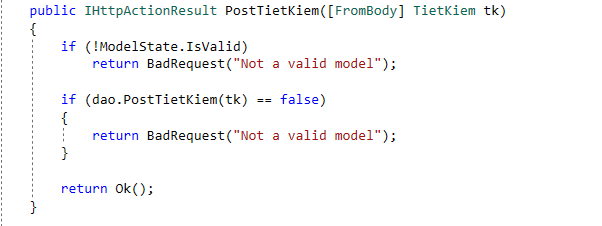 public IHttpActionResult PostTietKiem([FromBody] TietKiem tk)
{
if (!ModelState.IsValid)
return BadRequest("Not a valid model");
if (dao.PostTietKiem(tk) == false)
{
return BadRequest("Not a valid model");
}
return Ok();
}